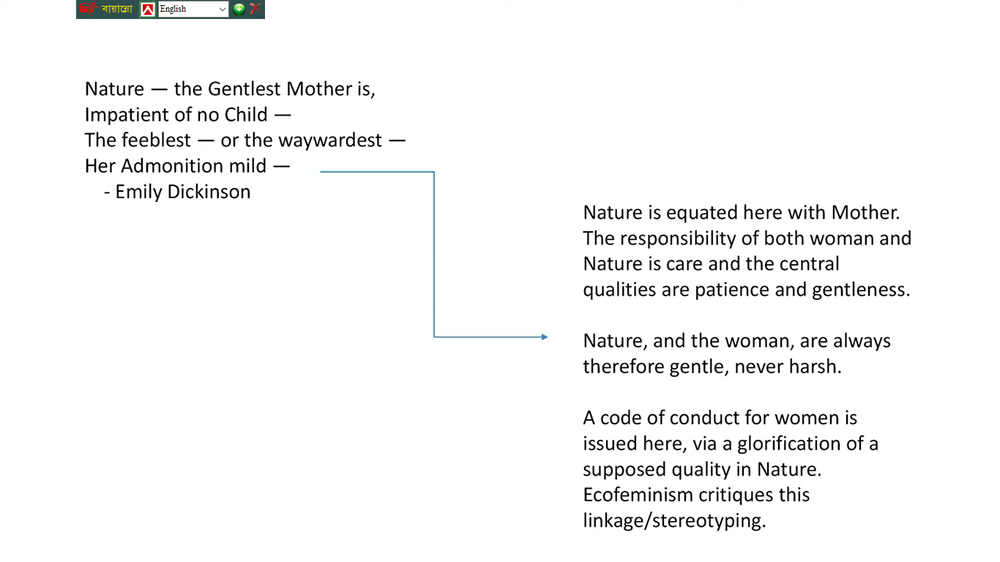 বায়ান্নো
English
Nature — the Gentlest Mother is,
Impatient of no Child —
The feeblest — or the waywardest —
Her Admonition mild —
- Emily Dickinson
Nature is equated here with Mother.
The responsibility of both woman and
Nature is care and the central
qualities are patience and gentleness.
Nature, and the woman, are always
therefore gentle, never harsh.
A code of conduct for women is
issued here, via a glorification of a
supposed quality in Nature.
Ecofeminism critiques this
linkage/stereotyping.